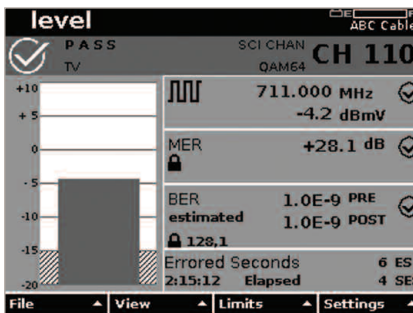 level
E F
ABC Cable
PASS
TV
SCI CHAN
QAM64
CH 110
+10
+ 5
0
- 5
-10
-15
-20
711.000 MHz
-4.2 dBmV
MER
+28.1 dB
BER
estimated
128,1
1.0E-9 PRE
1.0E-9 POST
Errored Seconds
6 ES
2:15:12 Elapsed
4 SE
File
View
Limits
Settings